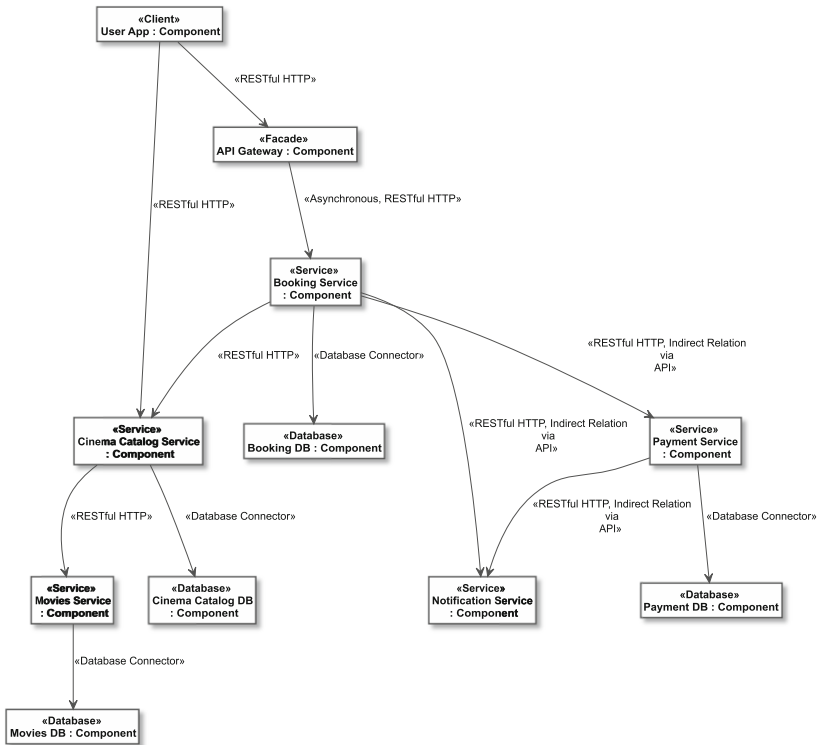 «Client»
User App : Component
«RESTful HTTP»
«Facade»
API Gateway : Component
«RESTful HTTP»
«Asynchronous, RESTful HTTP»
«Service»
Booking Service
: Component
«RESTful HTTP»
«Database Connector»
«RESTful HTTP, Indirect Relation
via
API»
«Service»
Cinema Catalog Service
: Component
«Database»
Booking DB : Component
«RESTful HTTP, Indirect Relation
via
API»
«Service»
Payment Service
: Component
«RESTful HTTP»
«Database Connector»
«RESTful HTTP, Indirect Relation
via
API»
«Database Connector»
«Service»
Movies Service
: Component
«Database»
Cinema Catalog DB
: Component
«Service»
Notification Service
: Component
«Database»
Payment DB : Component
«Database Connector»
«Database»
Movies DB : Component